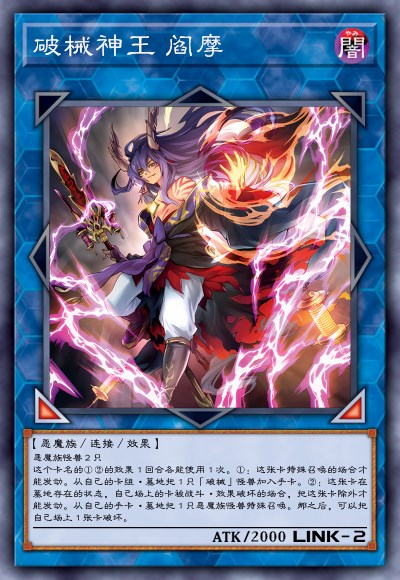 破械神王 阎摩
やみ
闇
【恶魔族／连接／效果】
恶魔族怪兽２只
这个卡名的①②的效果１回合各能使用１次。①：这张卡特殊召唤的场合才
能发动。从自己的卡组・墓地把１只「破械」怪兽加入手卡。②：这张卡在
墓地存在的状态，自己场上的卡被战斗・效果破坏的场合，把这张卡除外才
能发动。从自己的手卡・墓地把１只恶魔族怪兽特殊召唤。那之后，可以把
自己场上１张卡破坏。
ATK/2000 LINK-2